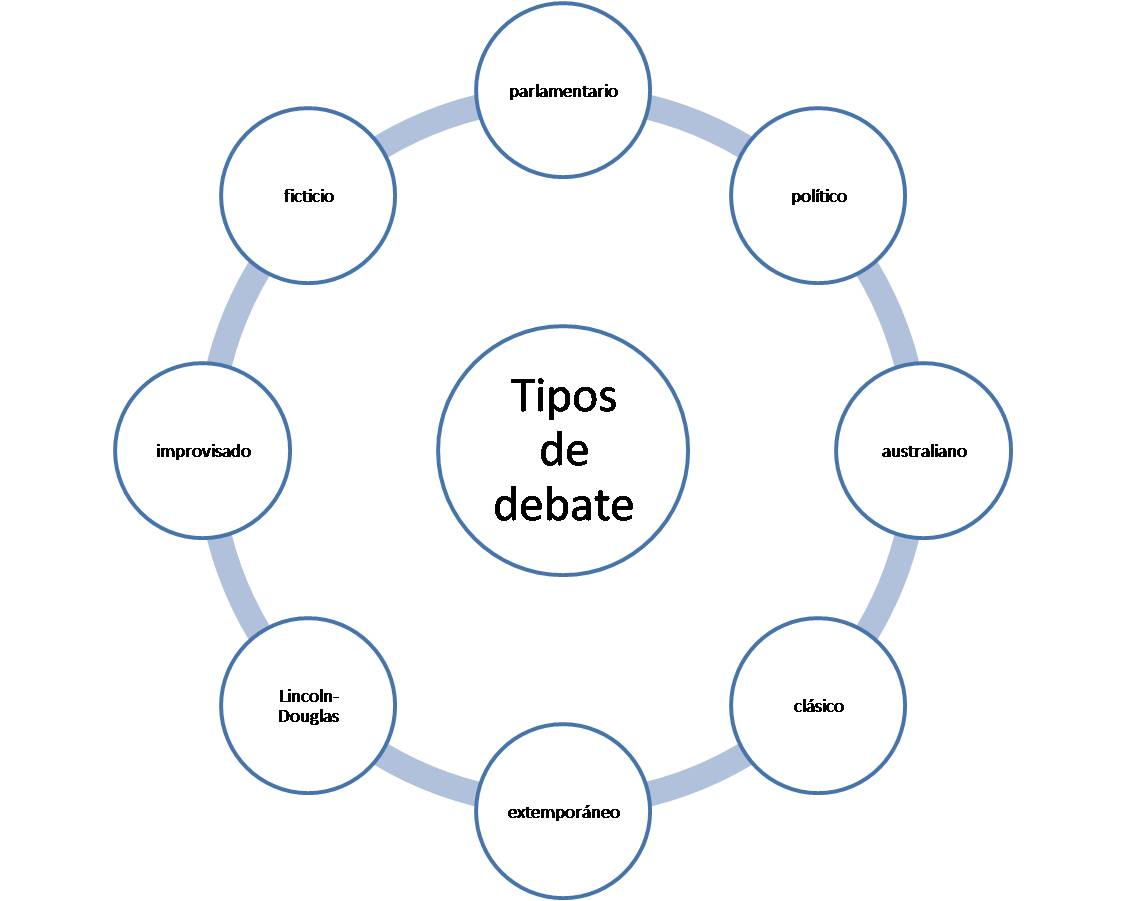 parlamentario
ficticio
político
Tipos
de
debate
improvisado
australiano
Lincoln-
Douglas
clásico
extemporáneo